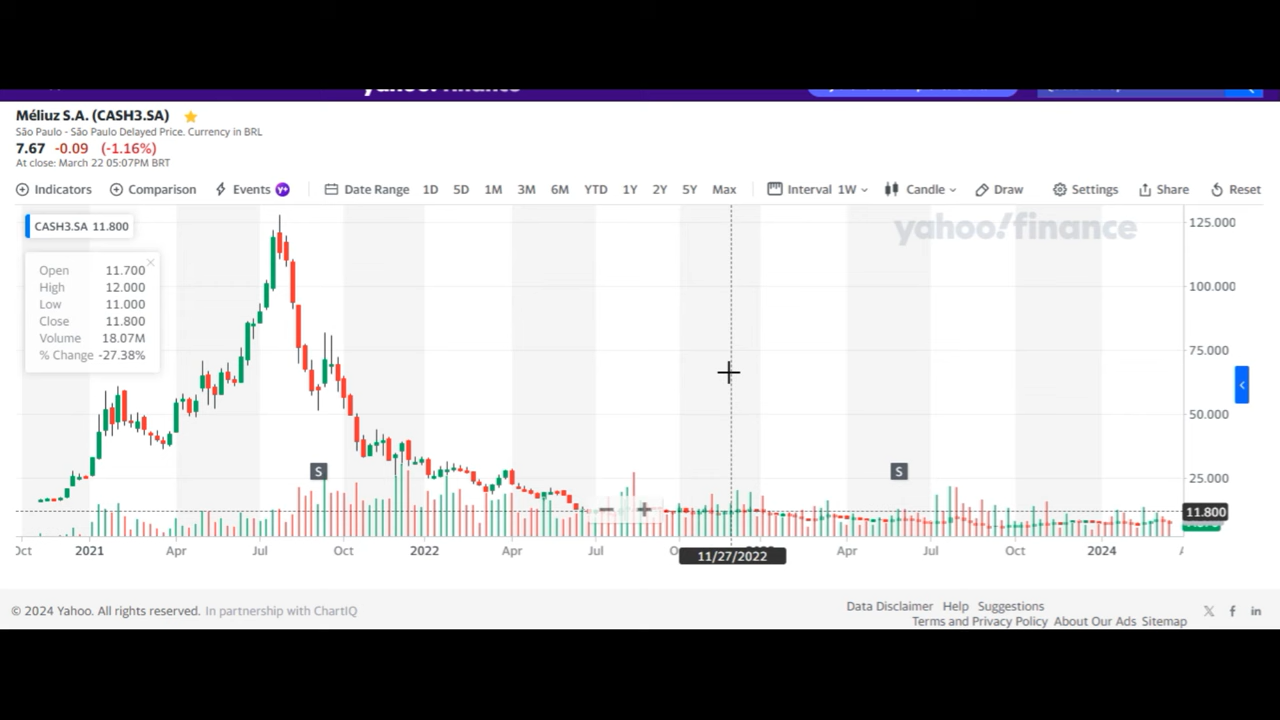 yahoo! finance
Méliuz S.A. (CASH3.SA)
São Paulo - São Paulo Delayed Price. Currency in BRL
7.67 -0.09 (-1.16%)
At close: March 22 05:07PM BRT
Indicators Comparison Events Y+ Date Range 1D 5D 1M 3M 6M YTD 1Y 2Y 5Y Max Interval 1W Candle Draw Settings Share Reset
CASH3.SA 11.800
yahoo!finance
125.000
Open 11.700
High 12.000
Low 11.000
Close 11.800
Volume 18.07M
% Change -27.38%
100.000
75.000
50.000
S S
25.000
11.800
Oct 2021 Apr Jul Oct 2022 Apr Jul Apr Jul Oct 2024
11/27/2022
© 2024 Yahoo. All rights reserved. In partnership with ChartIQ
Data Disclaimer Help Suggestions
Terms and Privacy Policy About Our Ads Sitemap